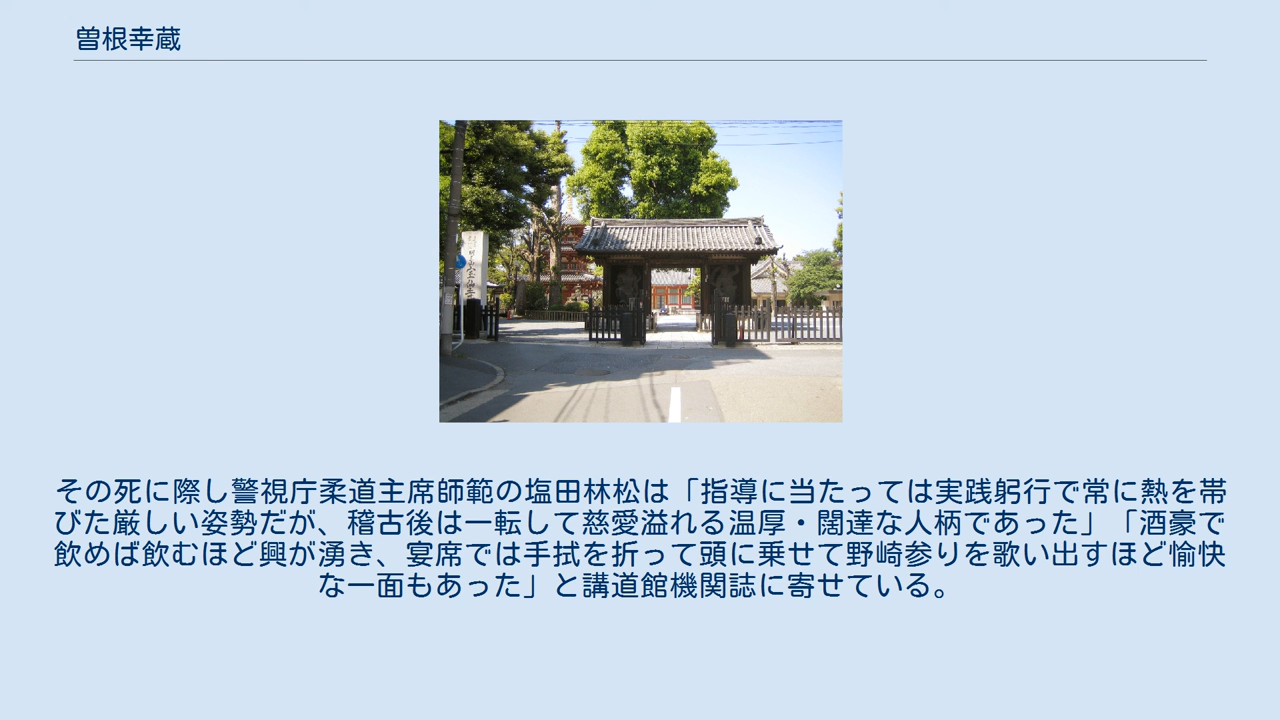 曽根幸蔵
その死に際し警視庁柔道主席師範の塩田林松は「指導に当たっては実践躬行で常に熱を帯
びた厳しい姿勢だが、稽古後は一転して慈愛溢れる温厚・闊達な人柄であった」「酒豪で
飲めば飲むほど興が湧き、宴席では手拭を折って頭に乗せて野崎参りを歌い出すほど愉快
な一面もあった」と講道館機関誌に寄せている。